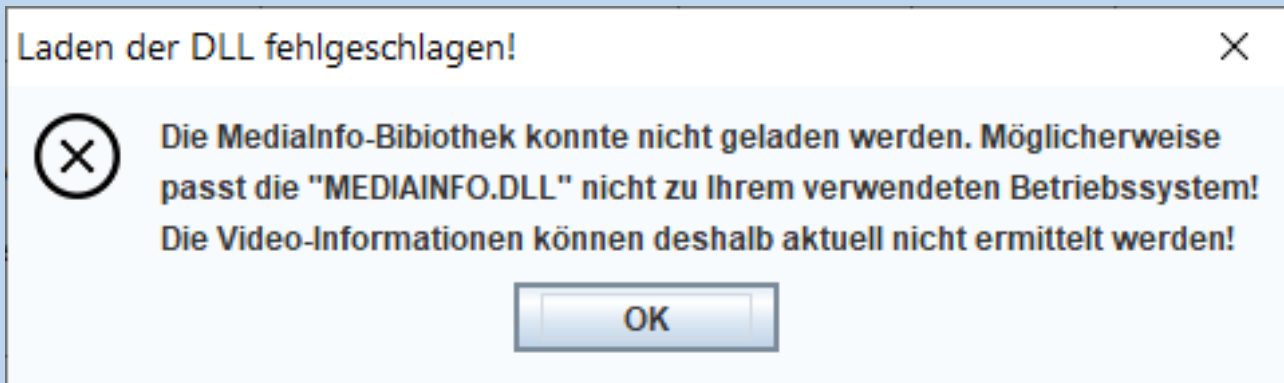 Laden der DLL fehlgeschlagen!
Die MediaInfo-Bibiothek konnte nicht geladen werden. Möglicherweise
passt die "MEDIAINFO.DLL" nicht zu Ihrem verwendeten Betriebssystem!
Die Video-Informationen können deshalb aktuell nicht ermittelt werden!
OK